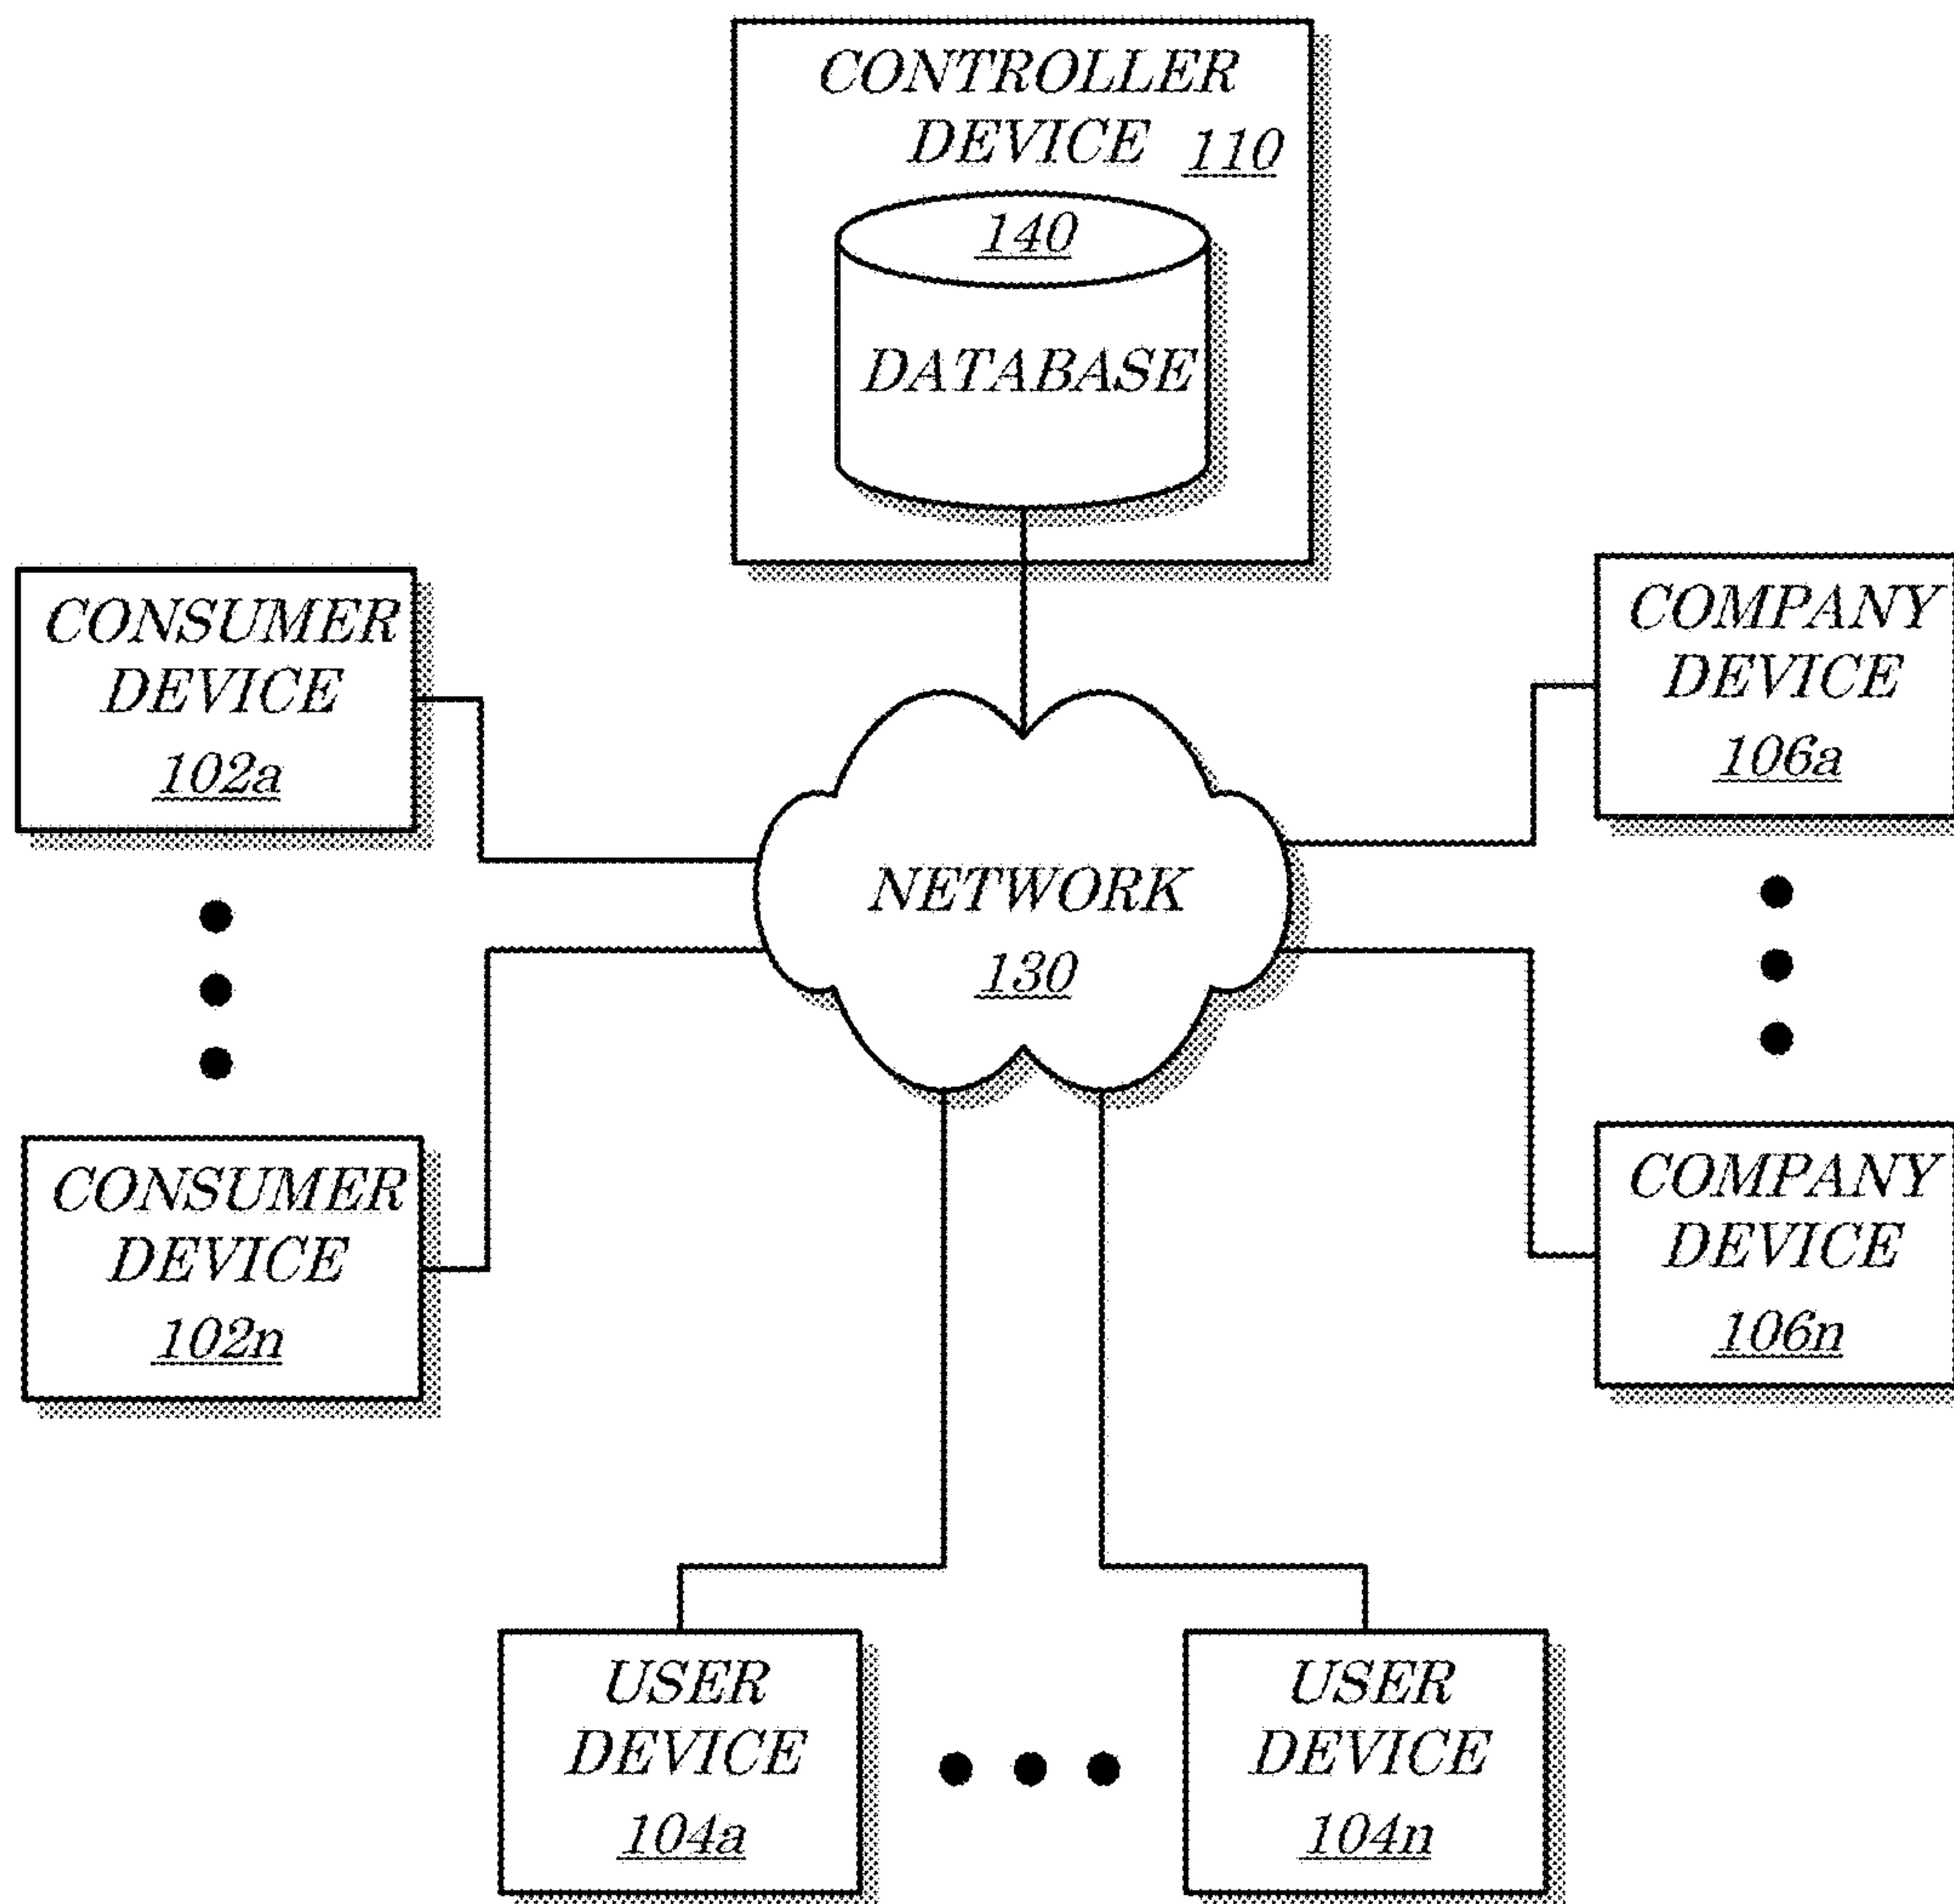 CONTROLLER
DEVICE 110
140
DATABASE
CONSUMER
DEVICE
102a
COMPANY
DEVICE
106a
NETWORK
130
CONSUMER
DEVICE
102n
COMPANY
DEVICE
106n
USER
DEVICE
104a
USER
DEVICE
104n